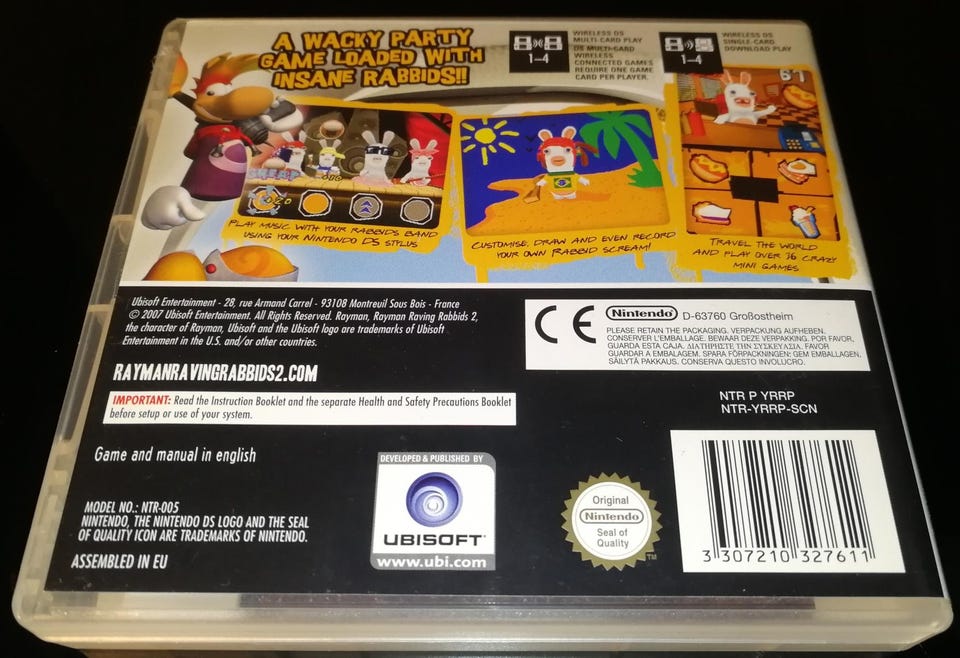 A WACKY PARTY
GAME LOADED WITH
INSANE RABBIDS!!
1-4
WIRELESS DS
MULTI-CARD PLAY
DS MULTI-CARD
WIRELESS
CONNECTED GAMES
REQUIRE ONE GAME
CARD PER PLAYER.
1-4
WIRELESS DS
SINGLE-CARD
DOWNLOAD PLAY
PLAY MUSIC WITH YOUR RABBIDS BAND
USING YOUR NINTENDO DS STYLUS
CUSTOMISE, DRAW AND EVEN RECORD
YOUR OWN RABBID SCREAM!
61
TRAVEL THE WORLD
AND PLAY OVER 36 CRAZY
MINI GAMES
Ubisoft Entertainment - 28, rue Armand Carrel - 93108 Montreuil Sous Bois - France
© 2007 Ubisoft Entertainment. All Rights Reserved. Rayman, Rayman Raving Rabbids 2,
the character of Rayman, Ubisoft and the Ubisoft logo are trademarks of Ubisoft
Entertainment in the U.S. and/or other countries.
RAYMANRAVINGRABBIDS2.COM
IMPORTANT: Read the Instruction Booklet and the separate Health and Safety Precautions Booklet
before setup or use of your system.
Game and manual in english
MODEL NO.: NTR-005
NINTENDO, THE NINTENDO DS LOGO AND THE SEAL
OF QUALITY ICON ARE TRADEMARKS OF NINTENDO.
ASSEMBLED IN EU
DEVELOPED & PUBLISHED BY
UBISOFT
www.ubi.com
CE
Nintendo D-63760 Großostheim
PLEASE RETAIN THE PACKAGING. VERPACKUNG AUFHEBEN.
CONSERVER L'EMBALLAGE. BEWAAR DEZE VERPAKKING. POR FAVOR,
GUARDA ESTA CAJA. ΔΙΑΤΗΡΗΣΤΕ ΤΗΝ ΣΥΣΚΕΥΑΣΙΑ. FAVOR
GUARDAR A EMBALAGEM. SPARA FÖRPACKNINGEN: GEM EMBALLAGEN.
SÄILYTÄ PAKKAUS. CONSERVA QUESTO INVOLUCRO.
NTR P YRRP
NTR-YRRP-SCN
Original
Nintendo
Seal of
Quality
TM
3 307210 327611